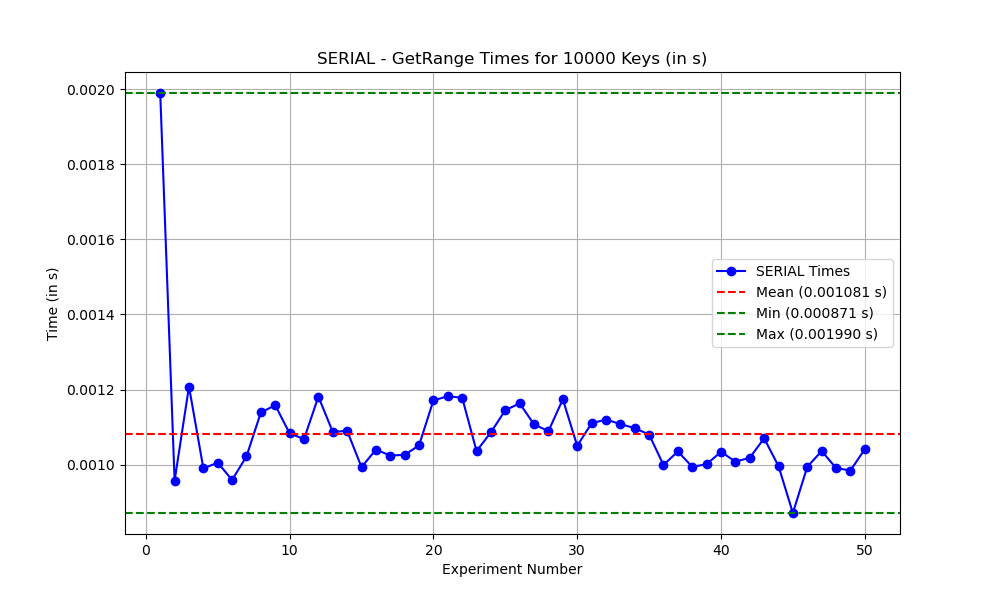 SERIAL - GetRange Times for 10000 Keys (in s)
Time (in s)
0.0020
0.0018
0.0016
0.0014
0.0012
0.0010
SERIAL Times
Mean (0.001081 s)
Min (0.000871 s)
Max (0.001990 s)
0 10 20 30 40 50
Experiment Number